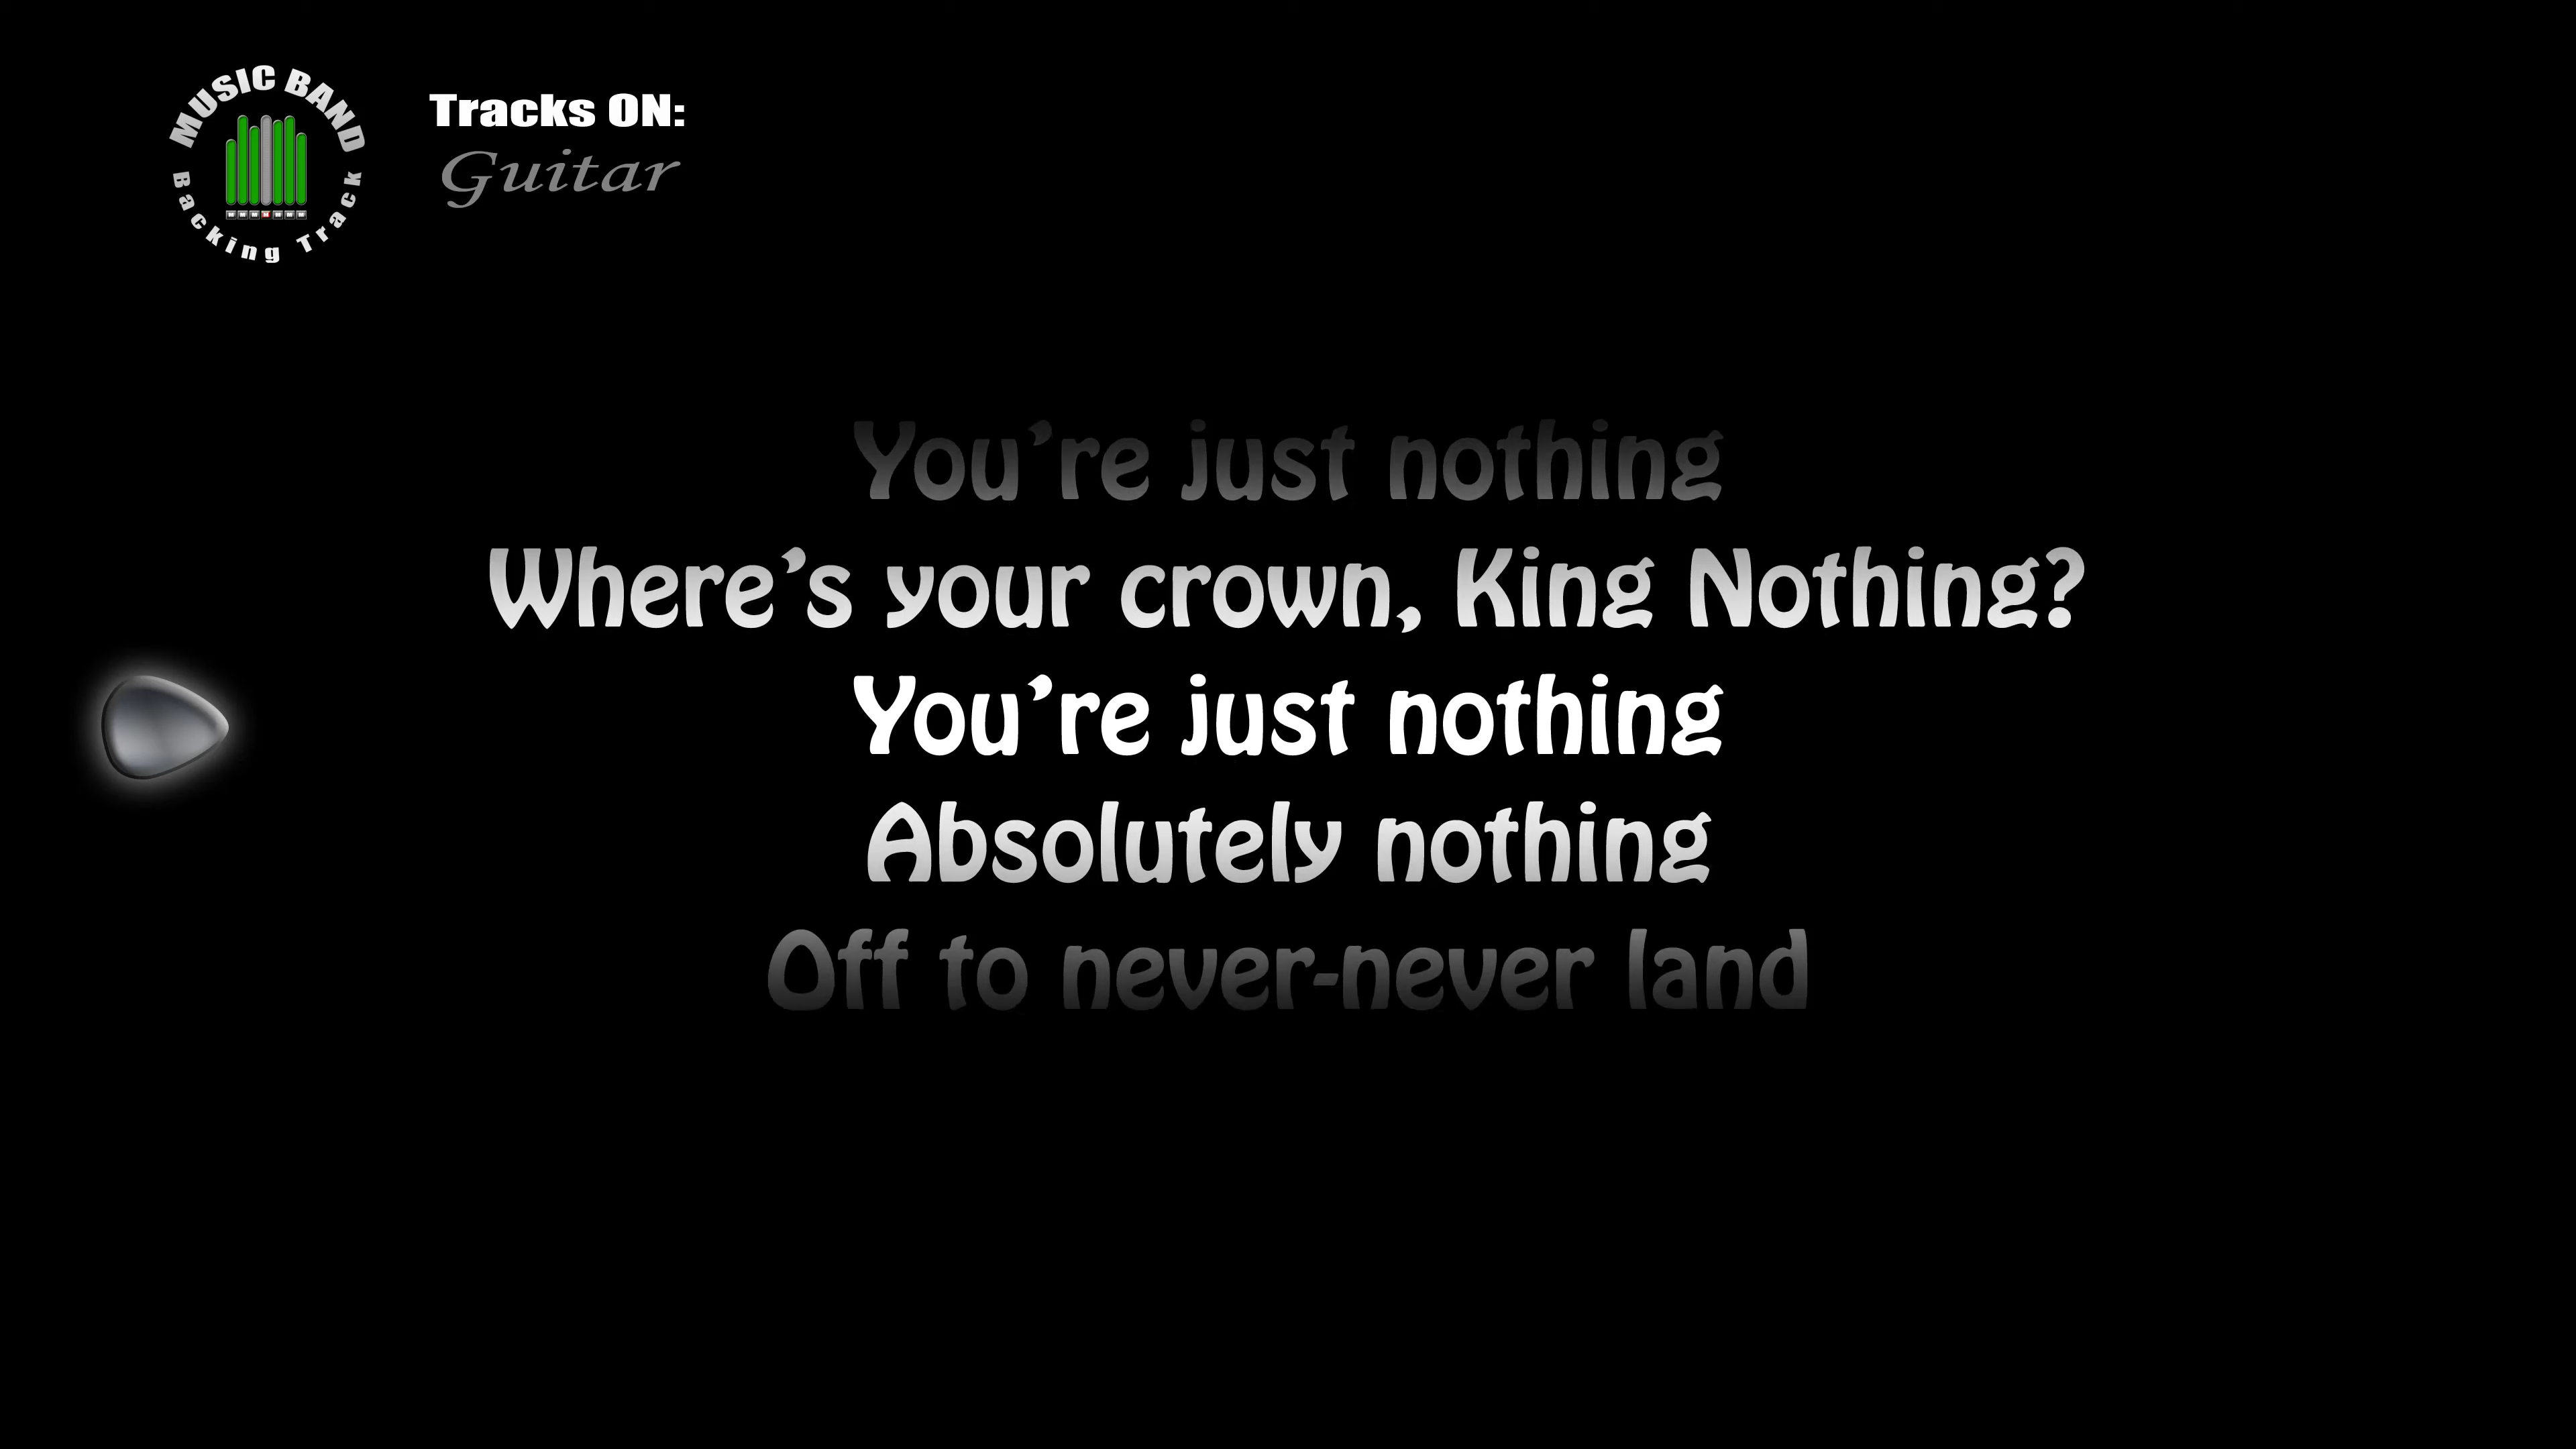 MUSIC BAND
Backing Track
Tracks ON:
Guitar
You’re just nothing
Where’s your crown, King Nothing?
You’re just nothing
Absolutely nothing
Off to never-never land